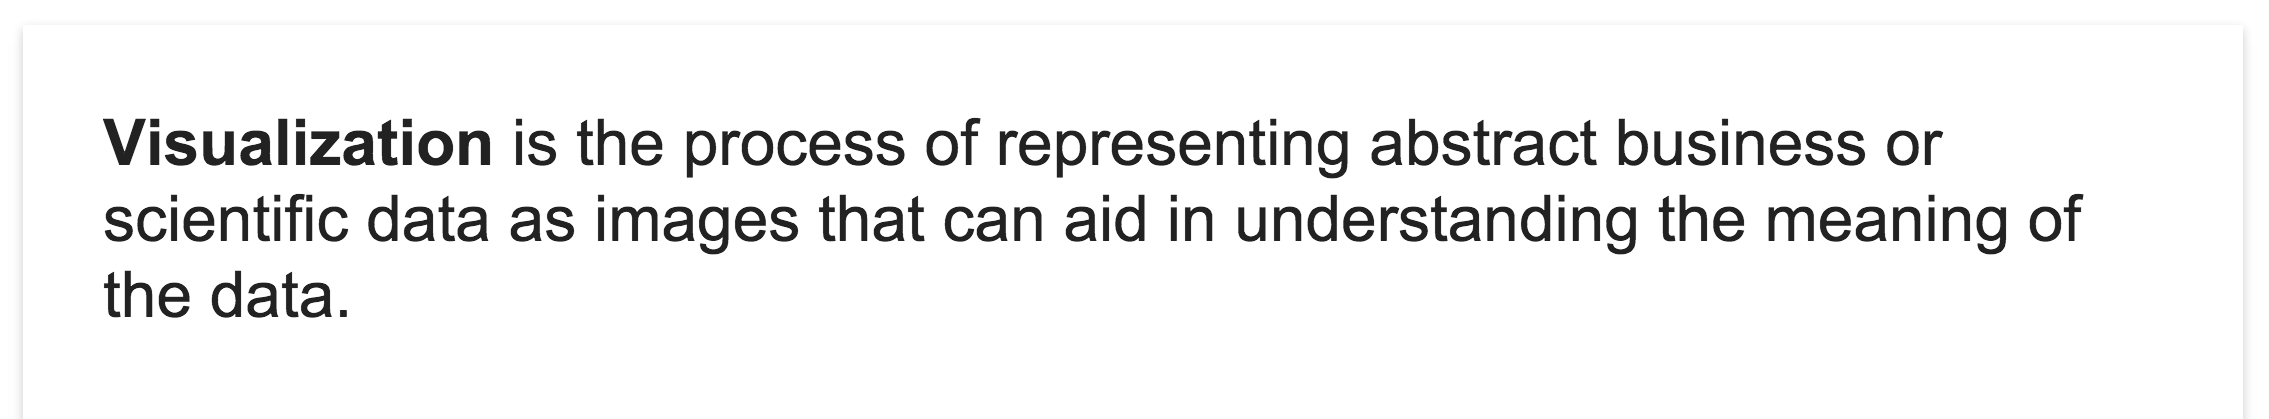 Visualization is the process of representing abstract business or
scientific data as images that can aid in understanding the meaning of
the data.